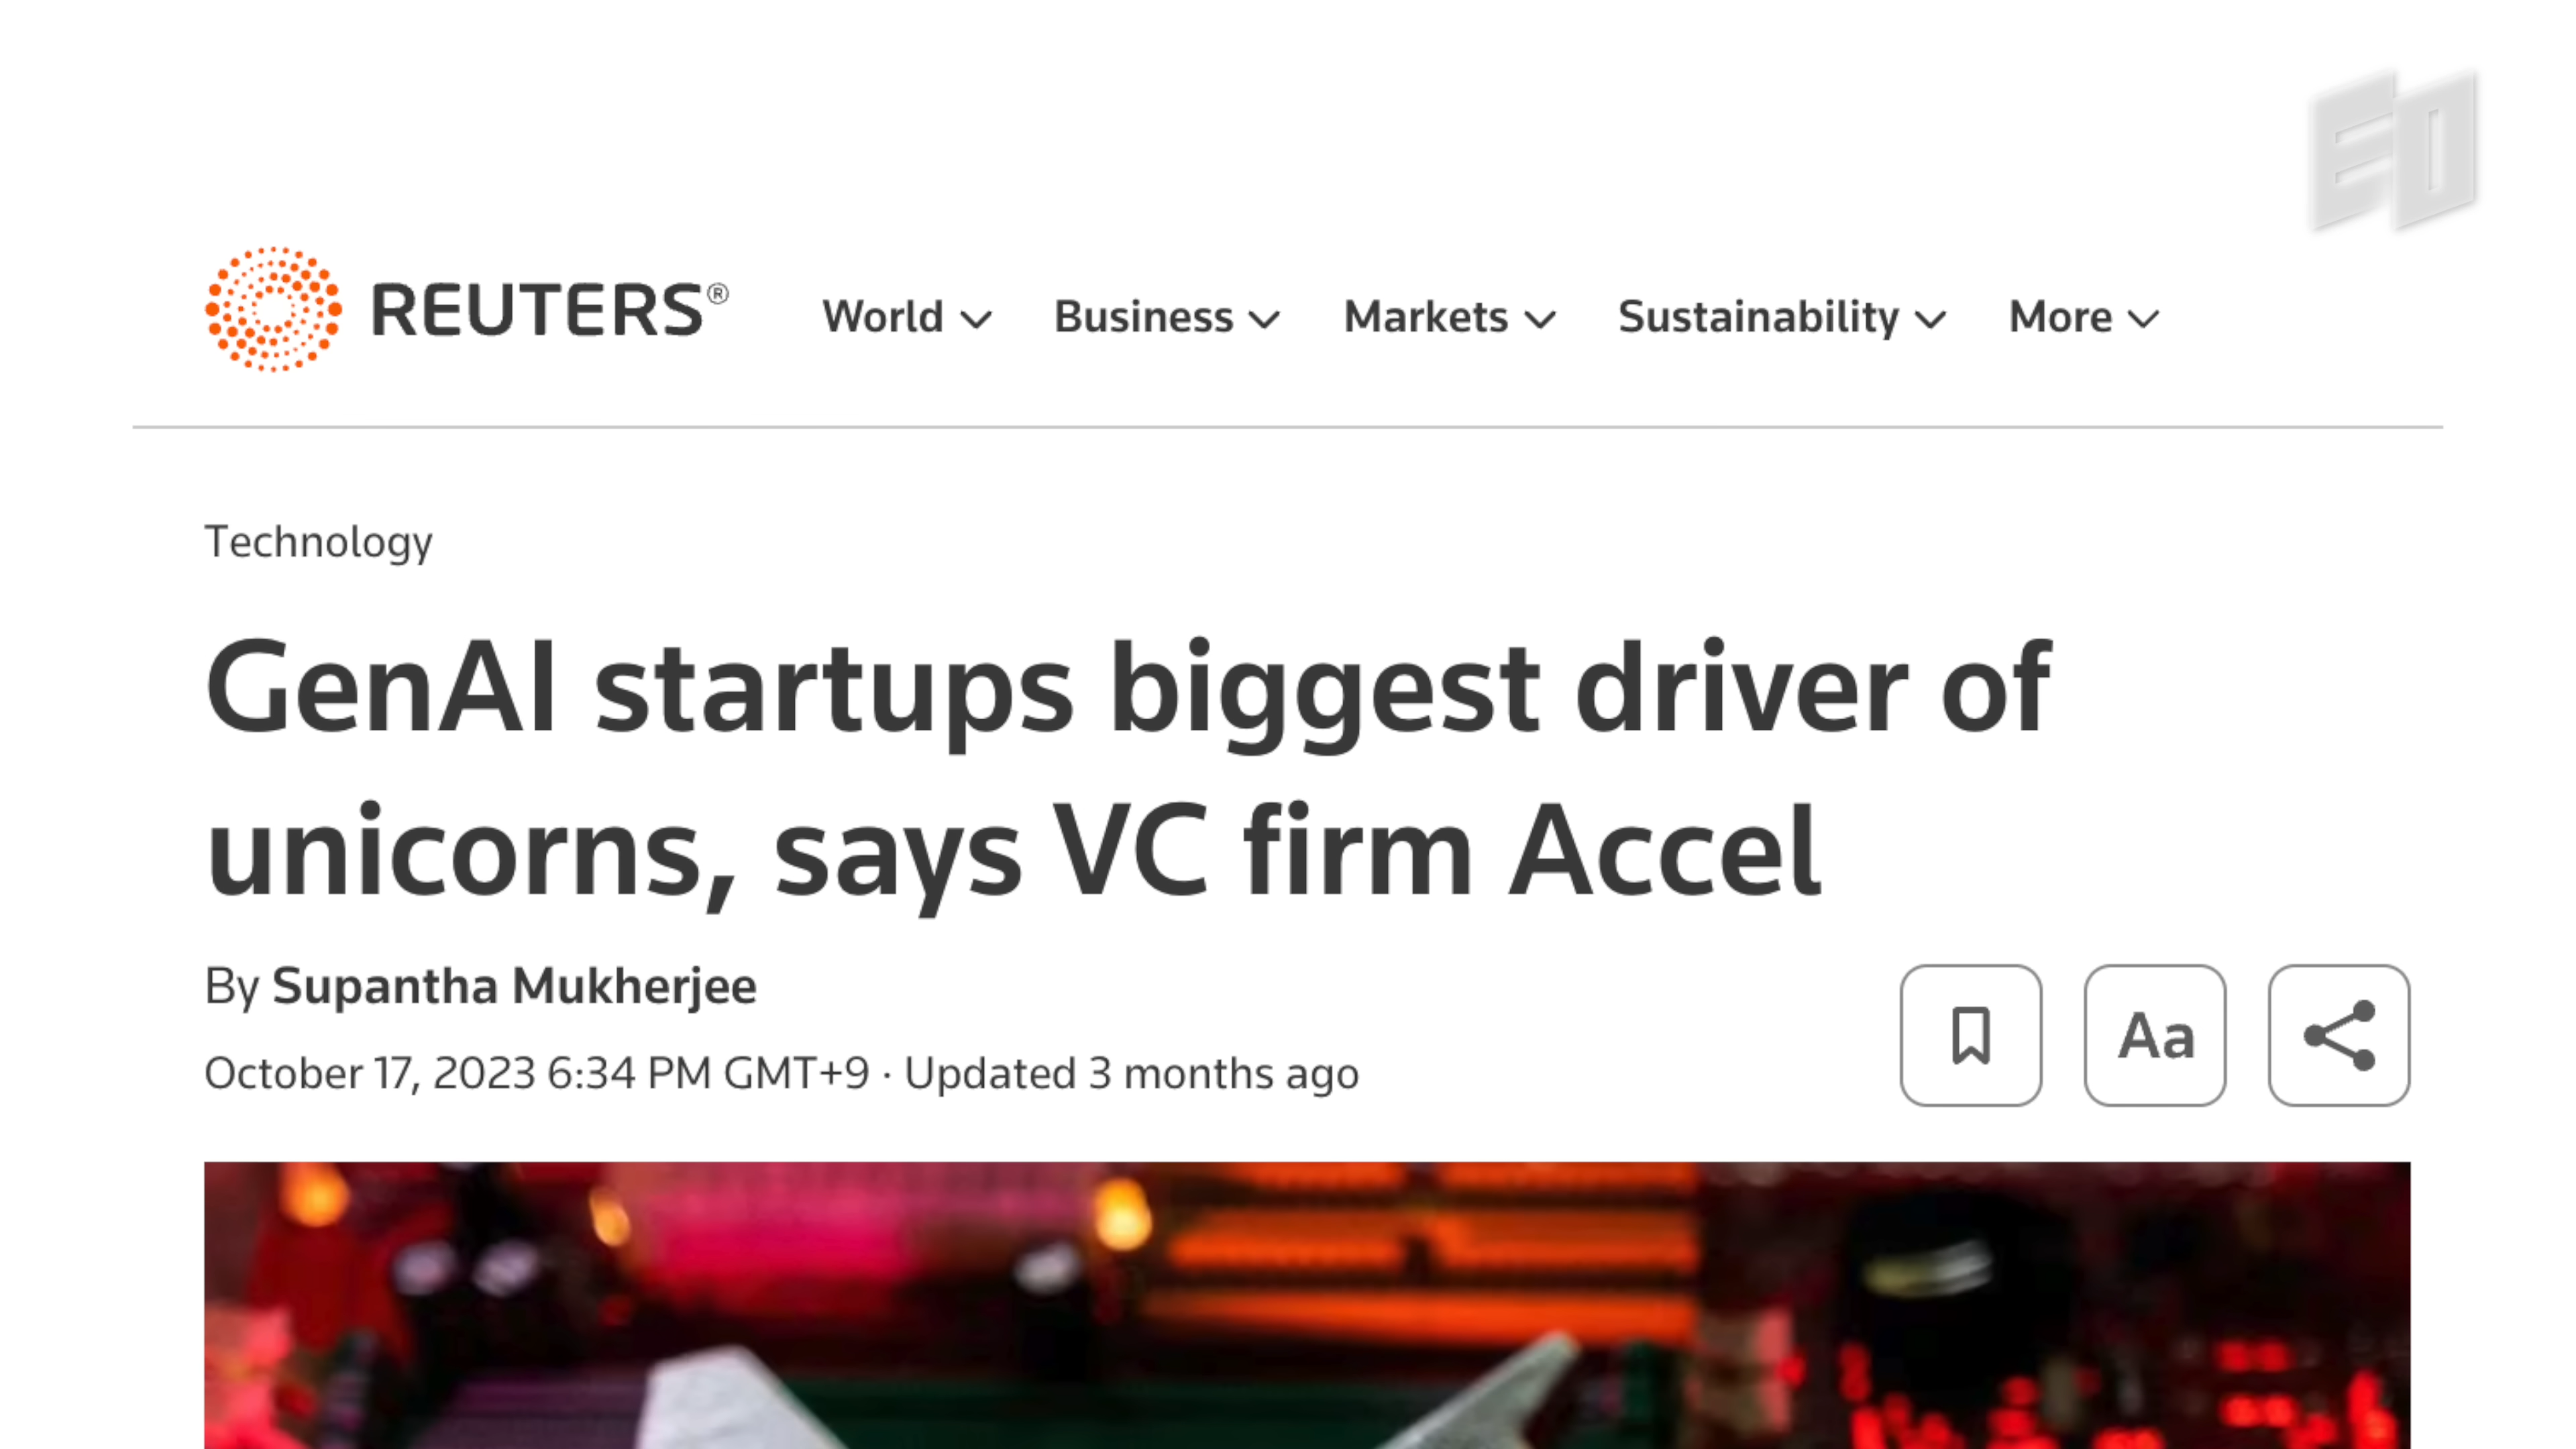 EO
REUTERS®
World Business Markets Sustainability More
Technology
GenAI startups biggest driver of
unicorns, says VC firm Accel
By Supantha Mukherjee
October 17, 2023 6:34 PM GMT+9 · Updated 3 months ago
Aa